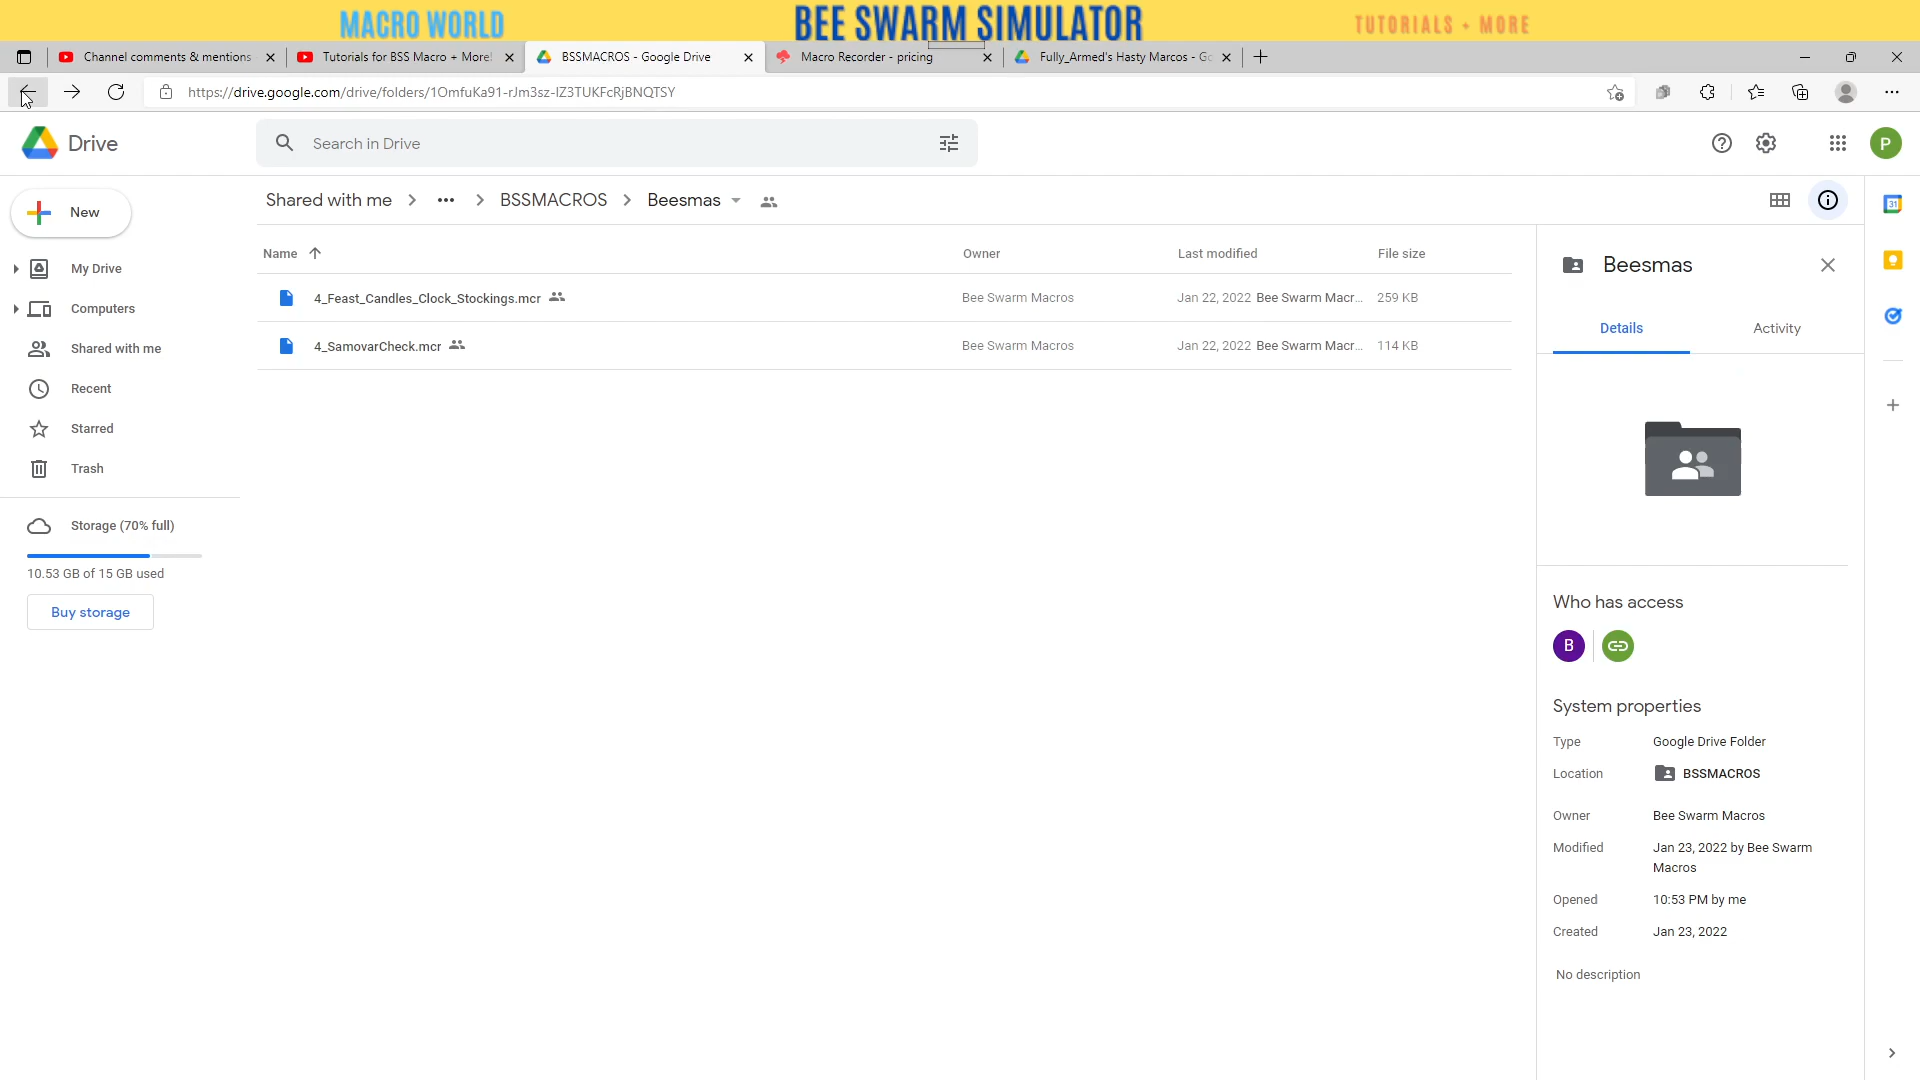 MACRO WORLD
BEE SWARM SIMULATOR
TUTORIALS + MORE
Channel comments & mentions
Tutorials for BSS Macro + More!
BSSMACROS - Google Drive
Macro Recorder - pricing
Fully_Armed's Hasty Marcos - Go
https://drive.google.com/drive/folders/1OmfuKa91-rJm3sz-IZ3TUKFcRjBNQTSY
Drive
Search in Drive
P
New
Shared with me
BSSMACROS
Beesmas
31
My Drive
Computers
Shared with me
Recent
Starred
Trash
Storage (70% full)
10.53 GB of 15 GB used
Buy storage
Name Owner Last modified File size
4_Feast_Candles_Clock_Stockings.mcr Bee Swarm Macros Jan 22, 2022 Bee Swarm Macr... 259 KB
4_SamovarCheck.mcr Bee Swarm Macros Jan 22, 2022 Bee Swarm Macr... 114 KB
Beesmas
Details Activity
Who has access
B
System properties
Type Google Drive Folder
Location BSSMACROS
Owner Bee Swarm Macros
Modified Jan 23, 2022 by Bee Swarm
Macros
Opened 10:53 PM by me
Created Jan 23, 2022
No description